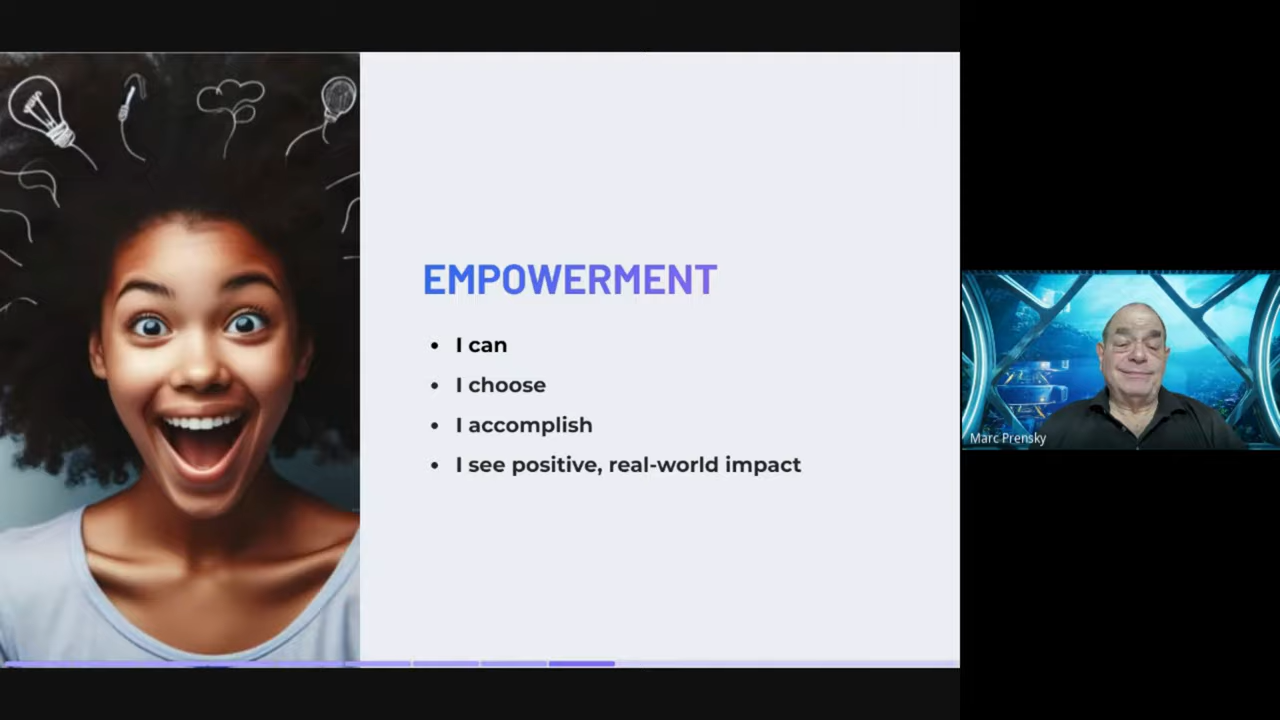 EMPOWERMENT
• I can
• I choose
• I accomplish
• I see positive, real-world impact
Marc Prensky